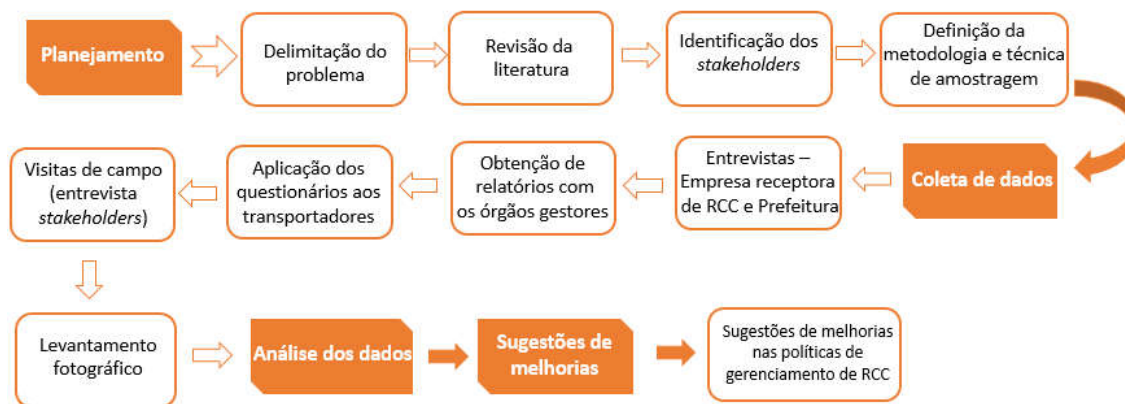 Planejamento
Delimitação do
problema
Revisão da
literatura
Identificação dos
stakeholders
Definição da
metodologia e técnica
de amostragem
Coleta de dados
Entrevistas –
Empresa receptora
de RCC e Prefeitura
Obtenção de
relatórios com
os órgãos gestores
Aplicação dos
questionários aos
transportadores
Visitas de campo
(entrevista
stakeholders)
Levantamento
fotográfico
Análise dos dados
Sugestões de
melhorias
Sugestões de melhorias
nas políticas de
gerenciamento de RCC